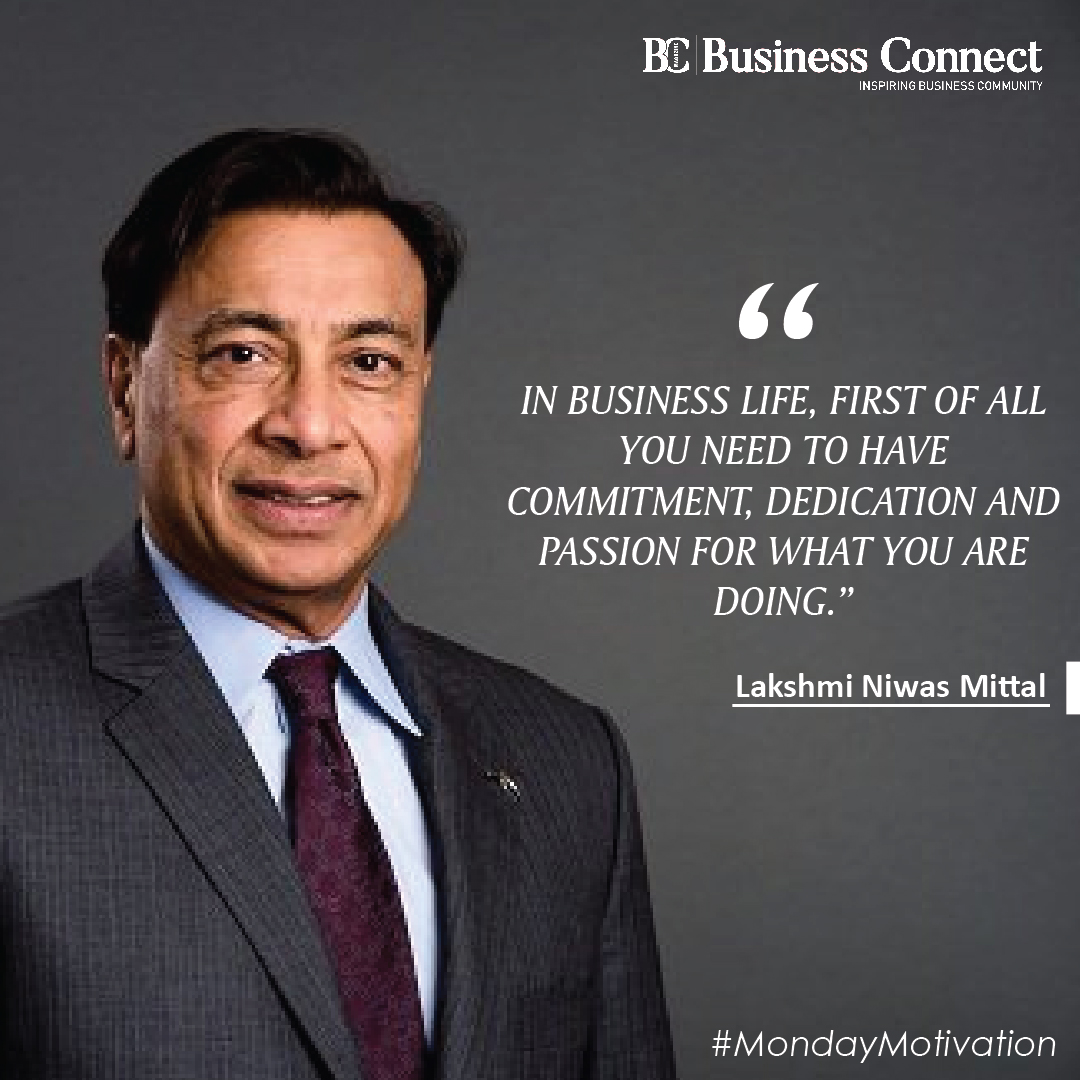 BC MAGAZINE Business Connect
INSPIRING BUSINESS COMMUNITY
“
IN BUSINESS LIFE, FIRST OF ALL
YOU NEED TO HAVE
COMMITMENT, DEDICATION AND
PASSION FOR WHAT YOU ARE
DOING.”
Lakshmi Niwas Mittal
#MondayMotivation